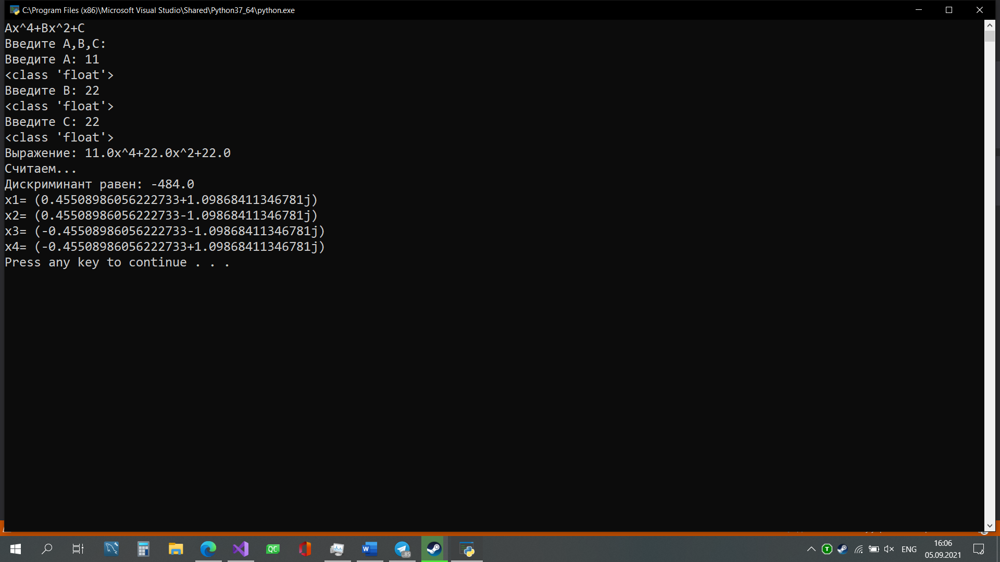 C:\Program Files (x86)\Microsoft Visual Studio\Shared\Python37_64\python.exe
Ax^4+Bx^2+C
Введите A,B,C:
Введите A: 11
<class 'float'>
Введите B: 22
<class 'float'>
Введите C: 22
<class 'float'>
Выражение: 11.0x^4+22.0x^2+22.0
Считаем...
Дискриминант равен: -484.0
x1= (0.45508986056222733+1.09868411346781j)
x2= (0.45508986056222733-1.09868411346781j)
x3= (-0.45508986056222733-1.09868411346781j)
x4= (-0.45508986056222733+1.09868411346781j)
Press any key to continue . . .
QC
W
.85
T
ENG
16:06
05.09.2021